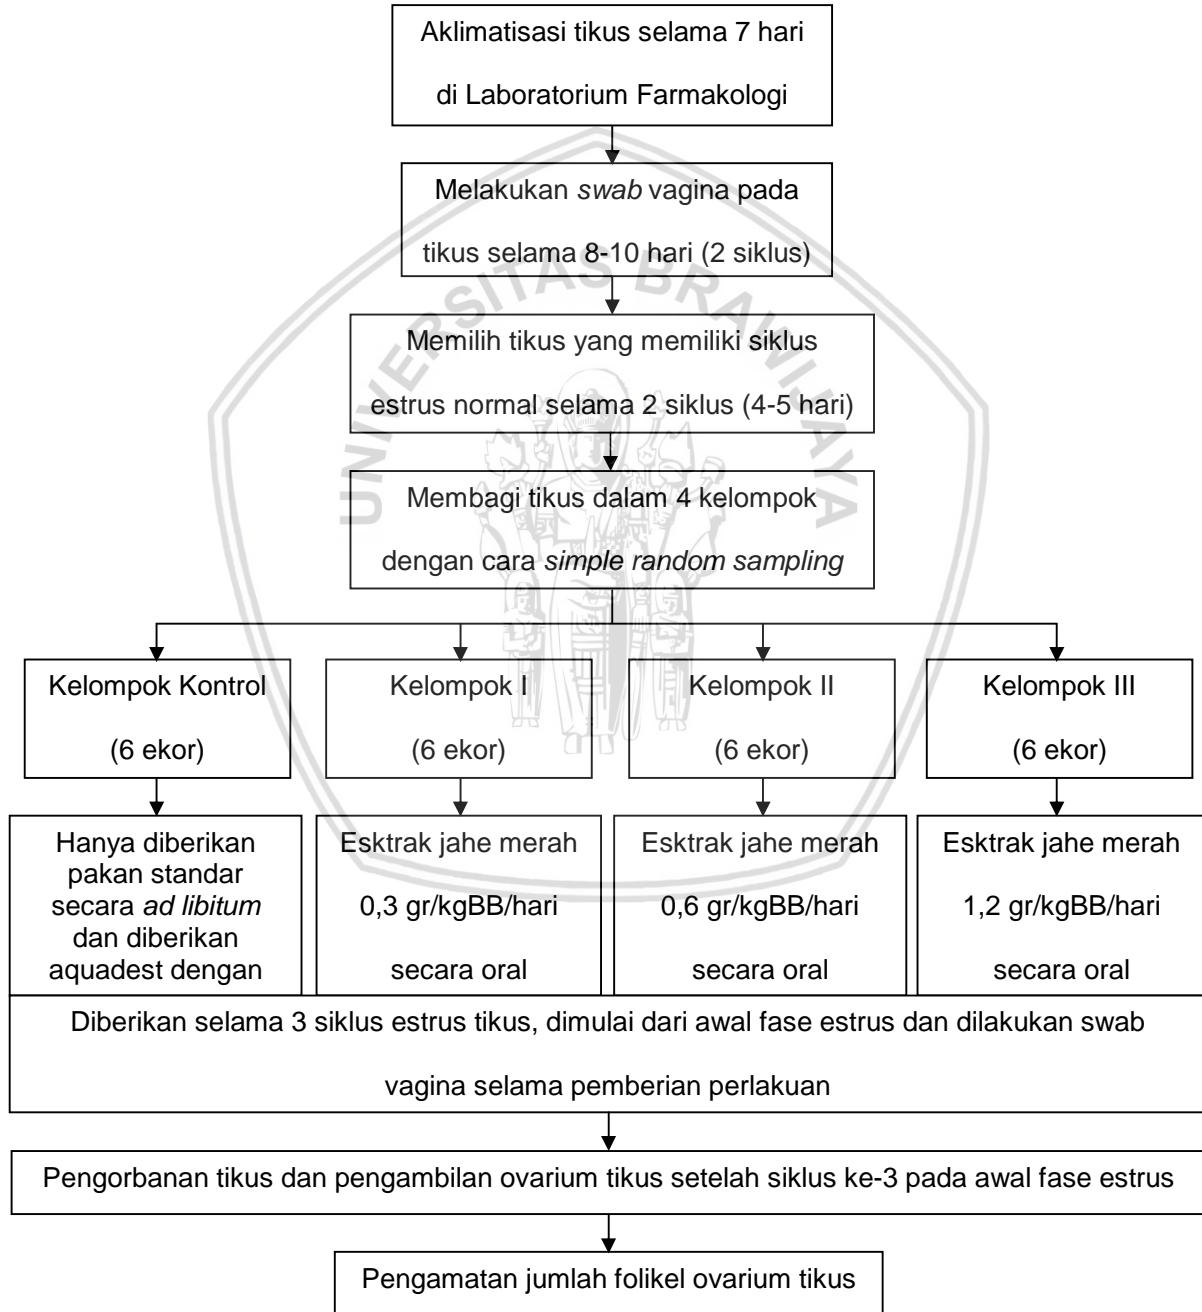 Aklimatisasi tikus selama 7 hari
di Laboratorium Farmakologi
Melakukan swab vagina pada
tikus selama 8-10 hari (2 siklus)
Memilih tikus yang memiliki siklus
estrus normal selama 2 siklus (4-5 hari)
Membagi tikus dalam 4 kelompok
dengan cara simple random sampling
Kelompok Kontrol
(6 ekor)
Kelompok I
(6 ekor)
Kelompok II
(6 ekor)
Kelompok III
(6 ekor)
Hanya diberikan
pakan standar
secara ad libitum
dan diberikan
aquadest dengan
Esktrak jahe merah
0,3 gr/kgBB/hari
secara oral
Esktrak jahe merah
0,6 gr/kgBB/hari
secara oral
Esktrak jahe merah
1,2 gr/kgBB/hari
secara oral
Diberikan selama 3 siklus estrus tikus, dimulai dari awal fase estrus dan dilakukan swab
vagina selama pemberian perlakuan
Pengorbanan tikus dan pengambilan ovarium tikus setelah siklus ke-3 pada awal fase estrus
Pengamatan jumlah folikel ovarium tikus
UNIVERSITAS BRAWIJAYA